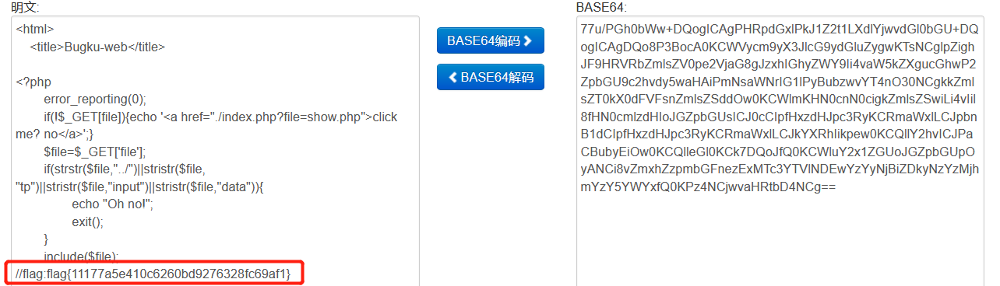 明文:
<html>
    <title>Bugku-web</title>

<?php
        error_reporting(0);
        if(!$_GET[file]){echo '<a href="./index.php?file=show.php">click
me? no</a>';}
        $file=$_GET['file'];
        if(strstr($file,"../")||stristr($file,
"tp")||stristr($file,"input")||stristr($file,"data")){
                echo "Oh no!";
                exit();
        }
        include($file);
//flag:flag{11177a5e410c6260bd9276328fc69af1}
BASE64编码
BASE64解码
BASE64:
77u/PGh0bWw+DQogICAgPHRpdGxlPkJ1Z2t1LXdlYjwvdGl0bGU+DQ
ogICAgDQo8P3BocA0KCWVycm9yX3JlcG9ydGluZygwKTsNCglpZigh
JF9HRVRbZmlsZV0pe2VjaG8gJzxhIGhyZWY9Ii4vaW5kZXgucGhwP2
ZpbGU9c2hvdy5waHAiPmNsaWNrIG1lPyBubzwvYT4nO30NCgkkZml
sZT0kX0dFVFsnZmlsZSddOw0KCWlmKHN0cnN0cigkZmlsZSwiLi4vIil
8fHN0cmlzdHIoJGZpbGUsICJ0cCIpfHxzdHJpc3RyKCRmaWxlLCJpbn
B1dCIpfHxzdHJpc3RyKCRmaWxlLCJkYXRhIikpew0KCQllY2hvICJPa
CBubyEiOw0KCQlleGl0KCk7DQoJfQ0KCWluY2x1ZGUoJGZpbGUpO
yANCi8vZmxhZzpmbGFnezExMTc3YTVlNDEwYzYyNjBiZDkyNzYzMjh
mYzY5YWYxfQ0KPz4NCjwvaHRtbD4NCg==